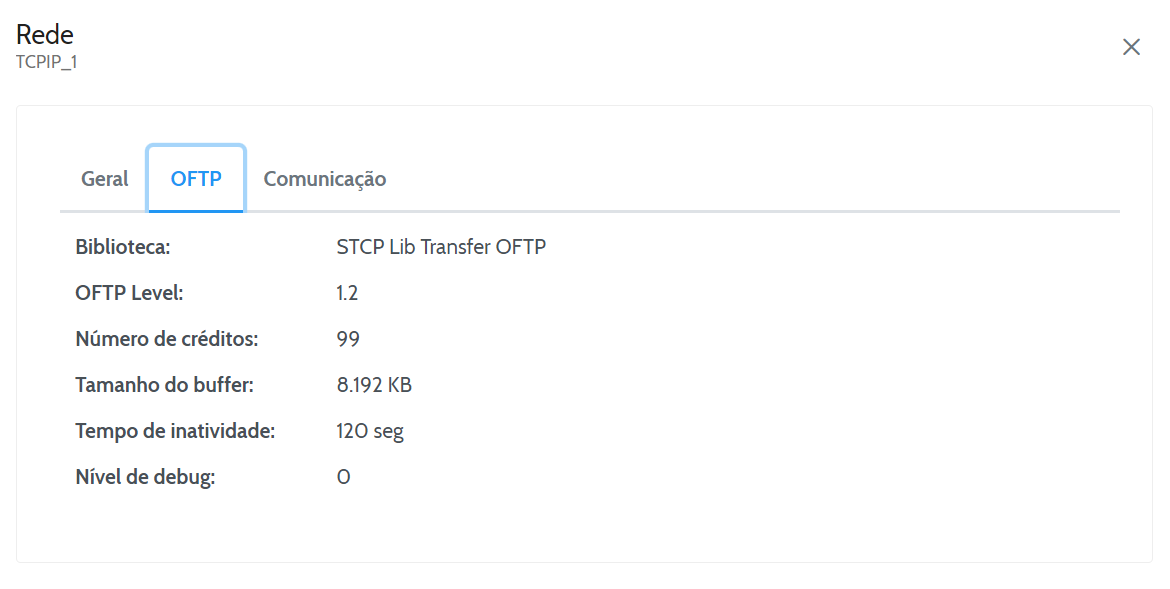 Rede
TCPIP_1
Geral OFTP Comunicação
Biblioteca: STCP Lib Transfer OFTP
OFTP Level: 1.2
Número de créditos: 99
Tamanho do buffer: 8.192 KB
Tempo de inatividade: 120 seg
Nível de debug: 0